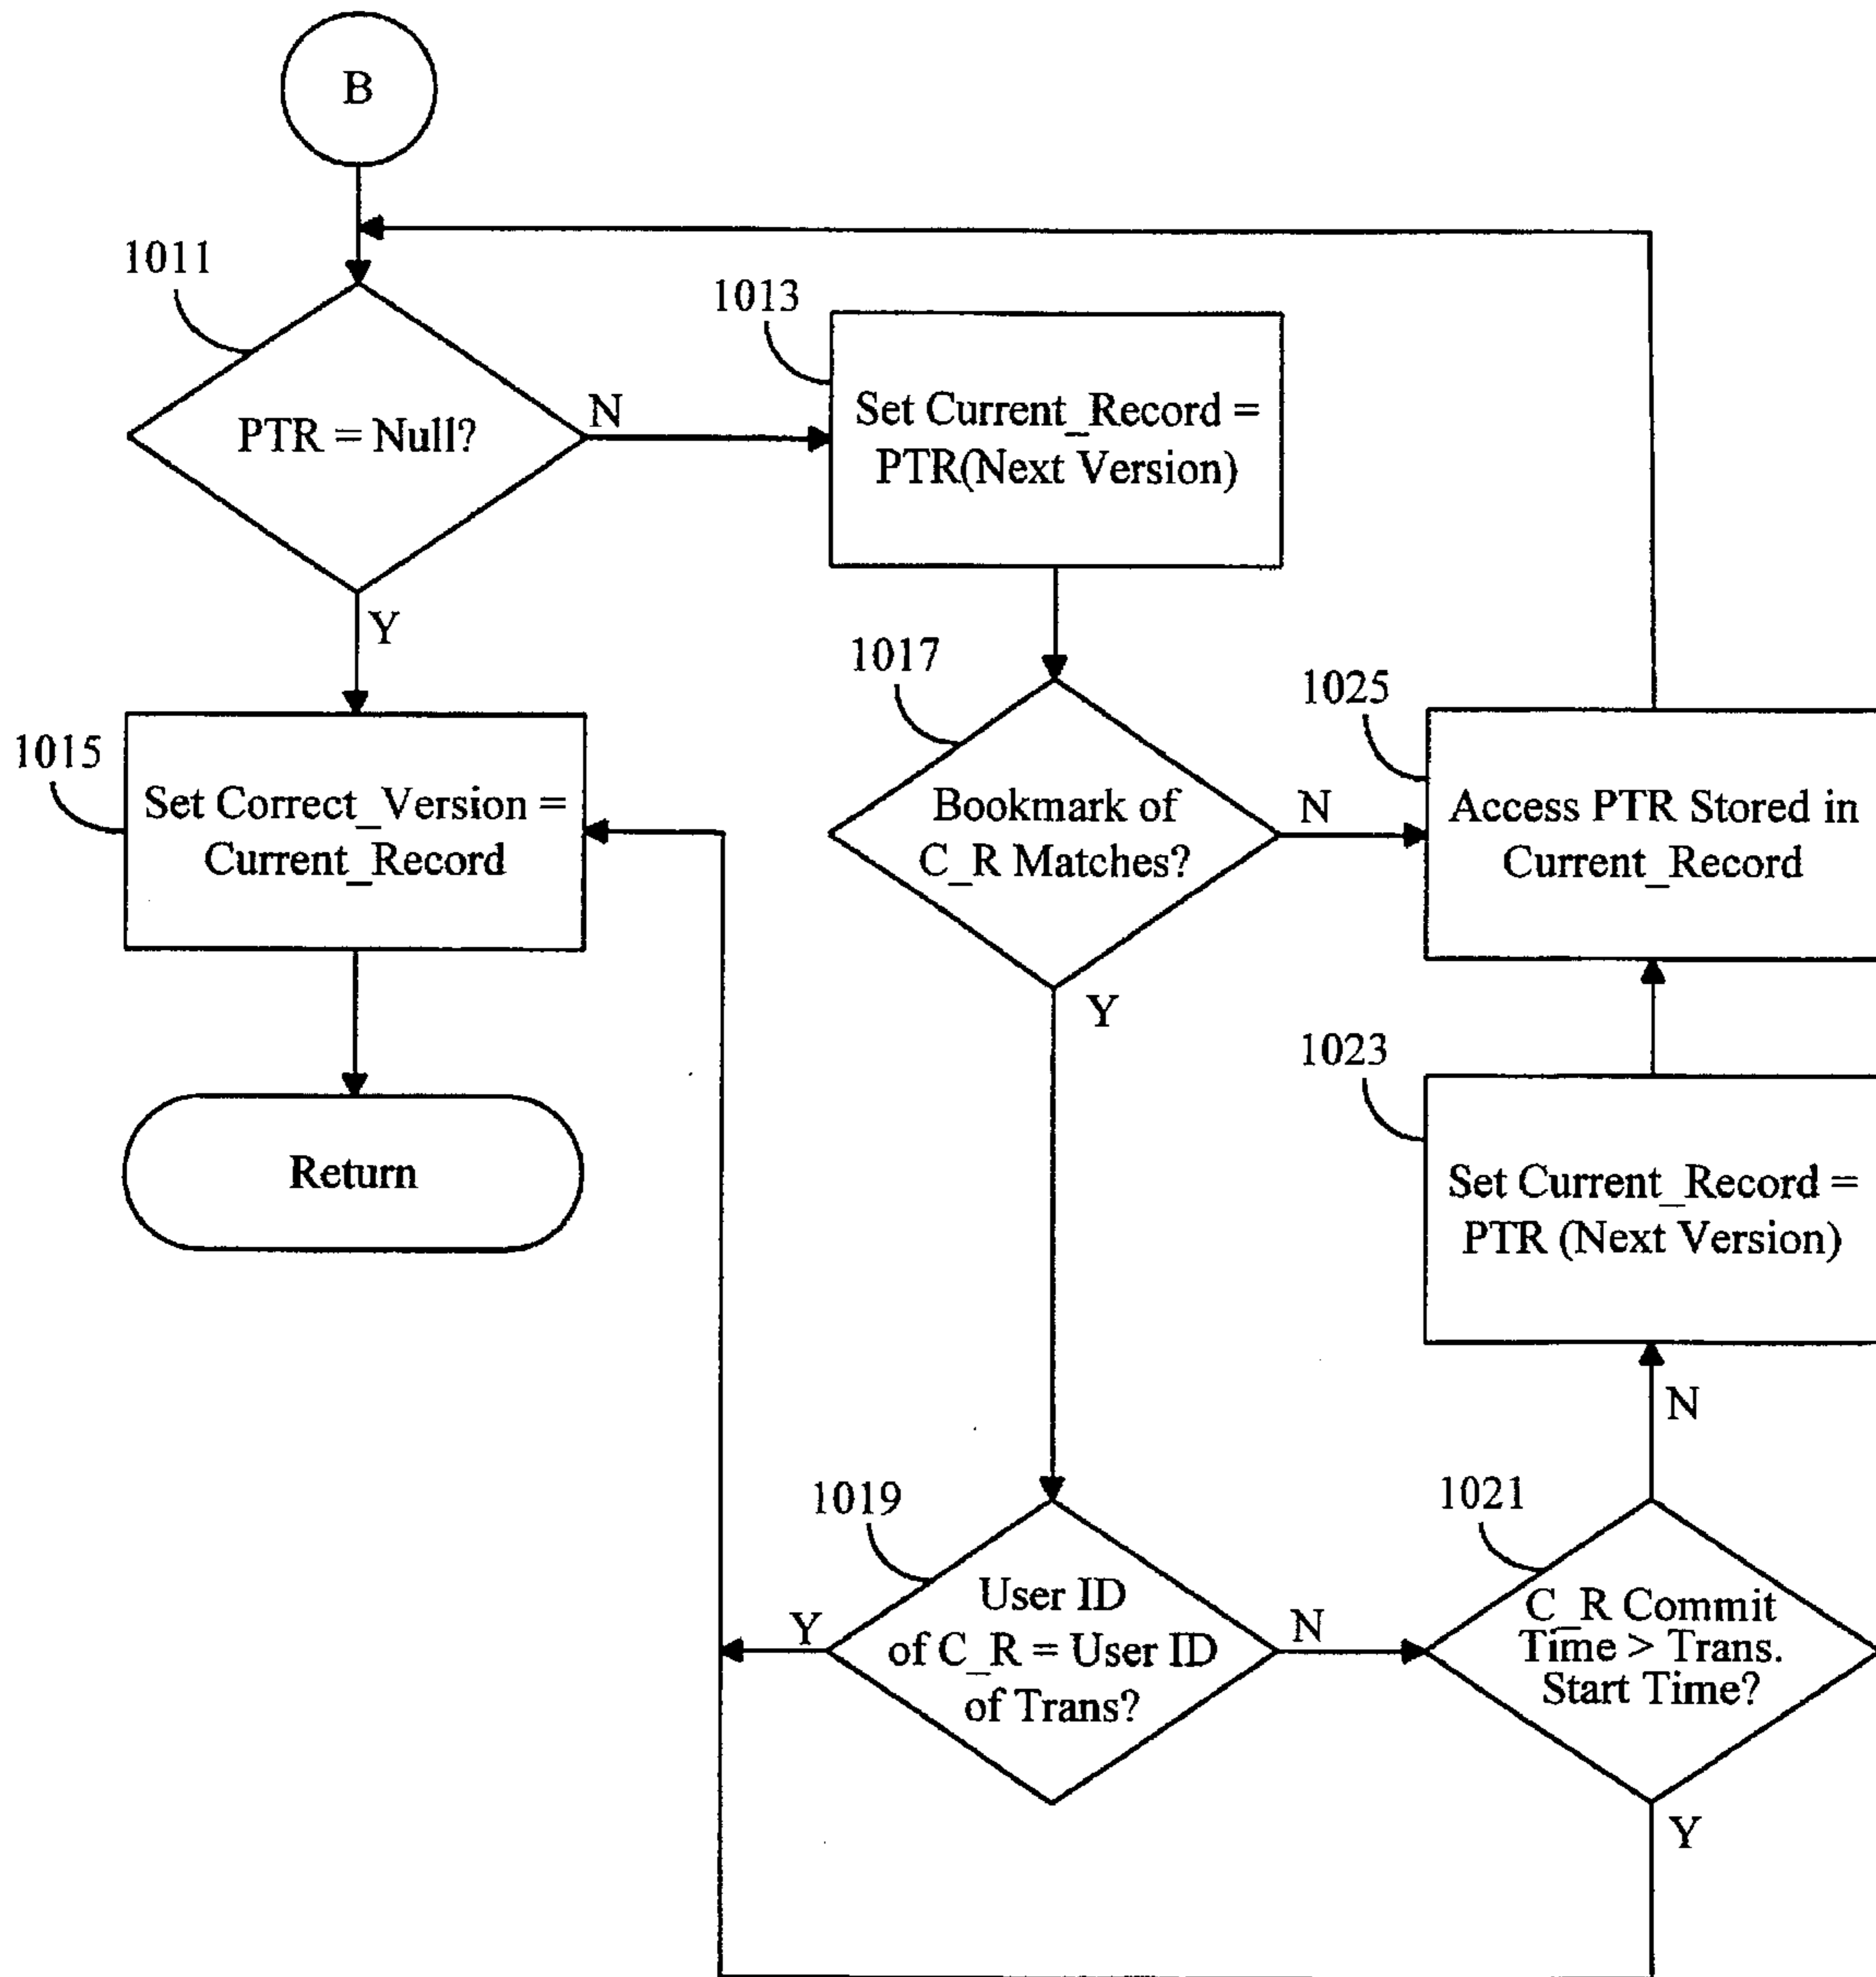 B
1011
PTR = Null?
N
Y
1013
Set Current_Record =
PTR(Next Version)
1015
Set Correct_Version =
Current_Record
Return
1017
Bookmark of
C_R Matches?
N
Y
1025
Access PTR Stored in
Current_Record
1023
Set Current_Record =
PTR (Next Version)
N
1019
User ID
of C_R = User ID
of Trans?
Y
N
1021
C_R Commit
Time > Trans.
Start Time?
Y